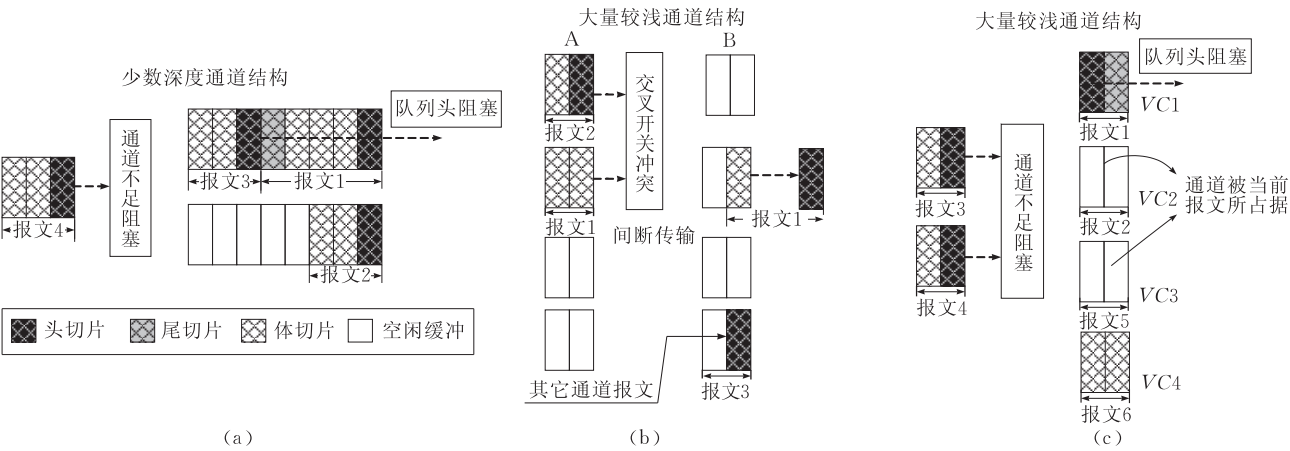 少数深度通道结构
队列头阻塞
通道不足阻塞
报文3
报文1
报文4
报文2
头切片
尾切片
体切片
空闲缓冲
(a)
大量较浅通道结构
A
B
报文2
交叉开关冲突
报文1
报文1
间断传输
其它通道报文
报文3
(b)
大量较浅通道结构
队列头阻塞
VC1
报文1
报文3
通道不足阻塞
VC2
报文2
通道被当前
报文所占据
报文4
VC3
报文5
VC4
报文6
(c)